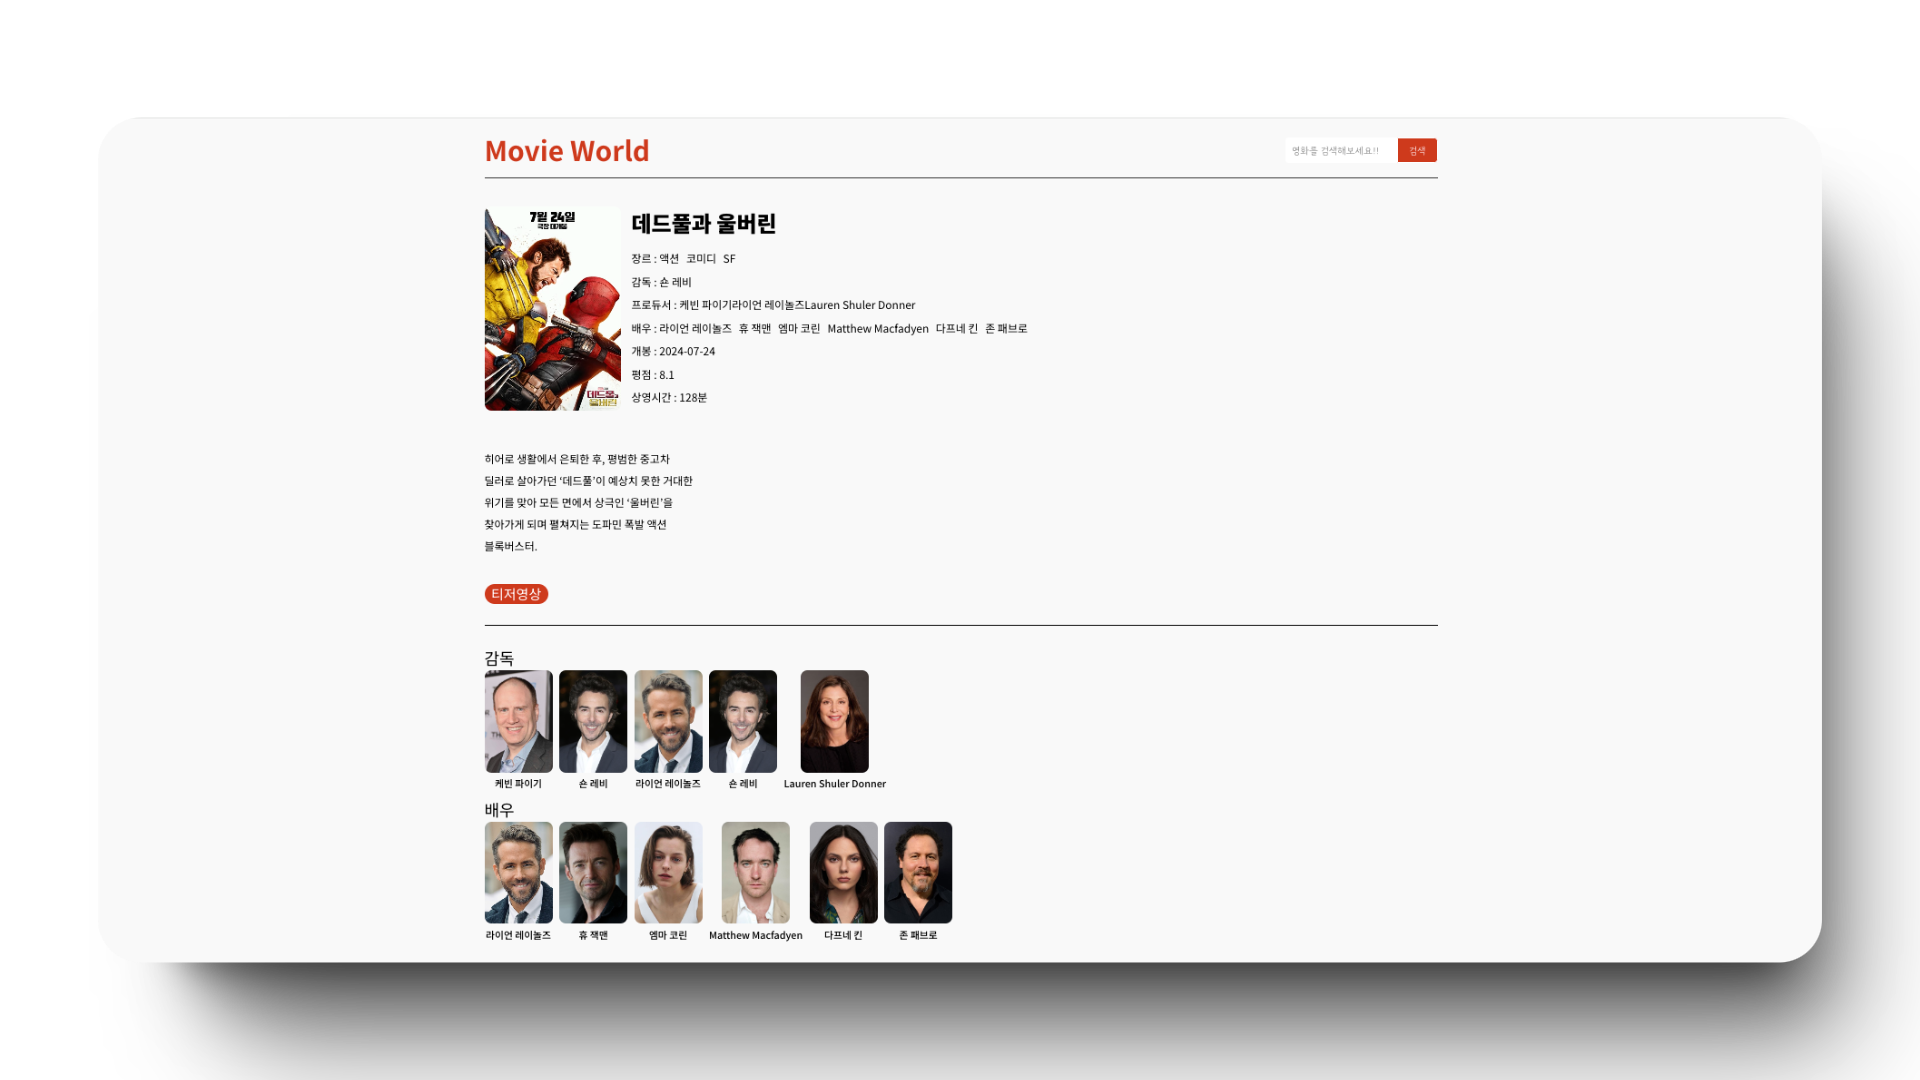 Movie World
영화를 검색해보세요!!
검색
7월 24일
극장 대개봉
데드풀과 울버린
장르 : 액션 코미디 SF
감독 : 숀 레비
프로듀서 : 케빈 파이기라이언 레이놀즈Lauren Shuler Donner
배우 : 라이언 레이놀즈 휴 잭맨 엠마 코린 Matthew Macfadyen 다프네 킨 존 패브로
개봉 : 2024-07-24
평점 : 8.1
상영시간 : 128분
데드풀과
울버린
히어로 생활에서 은퇴한 후, 평범한 중고차
딜러로 살아가던 ‘데드풀’이 예상치 못한 거대한
위기를 맞아 모든 면에서 상극인 ‘울버린’을
찾아가게 되며 펼쳐지는 도파민 폭발 액션
블록버스터.
티저영상
감독
케빈 파이기 숀 레비 라이언 레이놀즈 숀 레비 Lauren Shuler Donner
배우
라이언 레이놀즈 휴 잭맨 엠마 코린 Matthew Macfadyen 다프네 킨 존 패브로